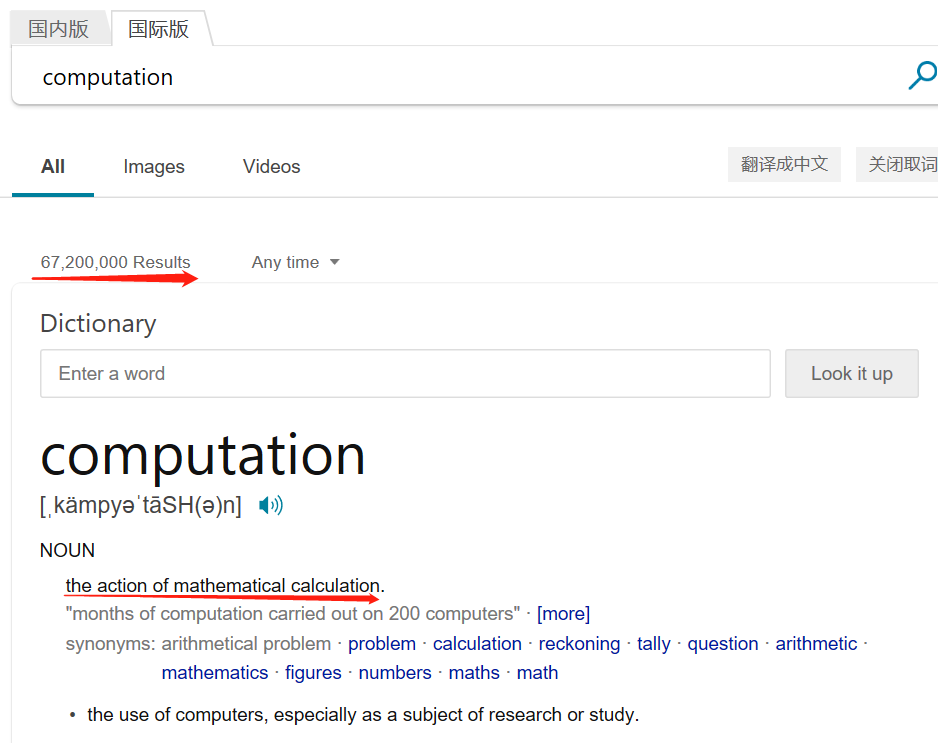 国内版 国际版
computation
All Images Videos 翻译成中文 关闭取词
67,200,000 Results Any time
Dictionary
Enter a word Look it up
computation
[ˌkämpyəˈtāSH(ə)n]
NOUN
the action of mathematical calculation.
"months of computation carried out on 200 computers" · [more]
synonyms: arithmetical problem · problem · calculation · reckoning · tally · question · arithmetic ·
mathematics · figures · numbers · maths · math
• the use of computers, especially as a subject of research or study.